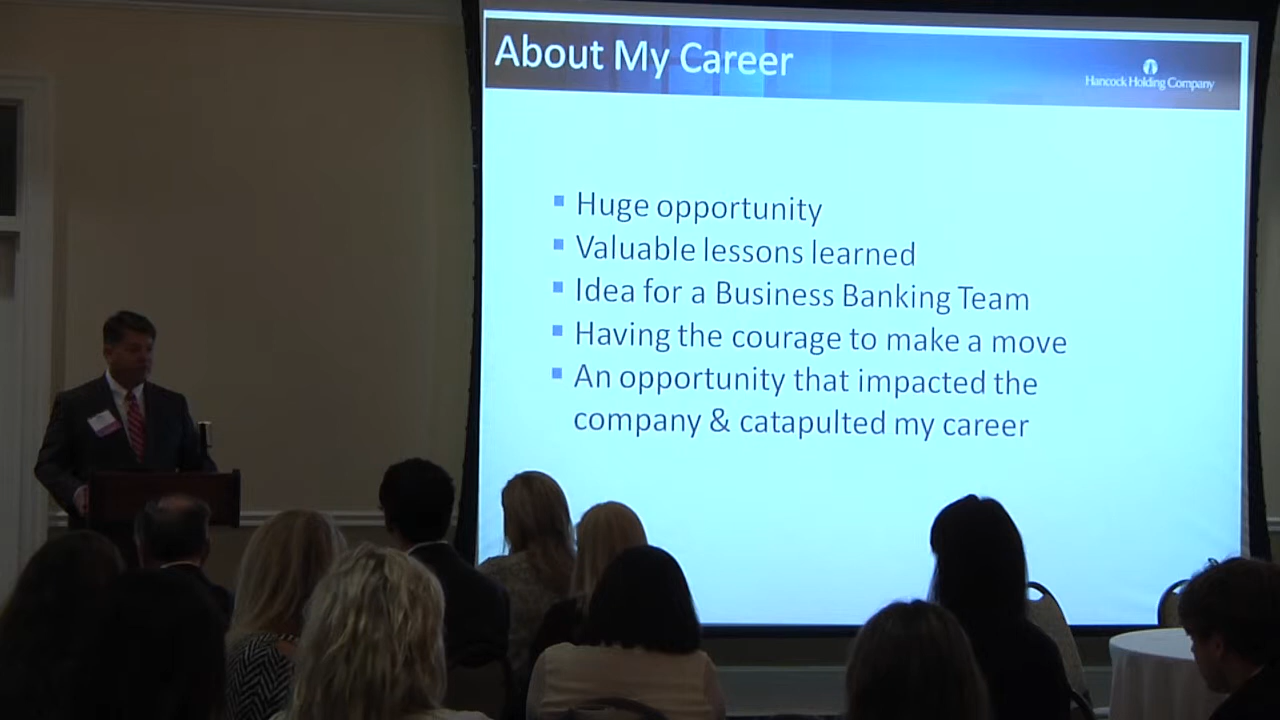 About My Career
Hancock Holding Company
Huge opportunity
Valuable lessons learned
Idea for a Business Banking Team
Having the courage to make a move
An opportunity that impacted the
company & catapulted my career